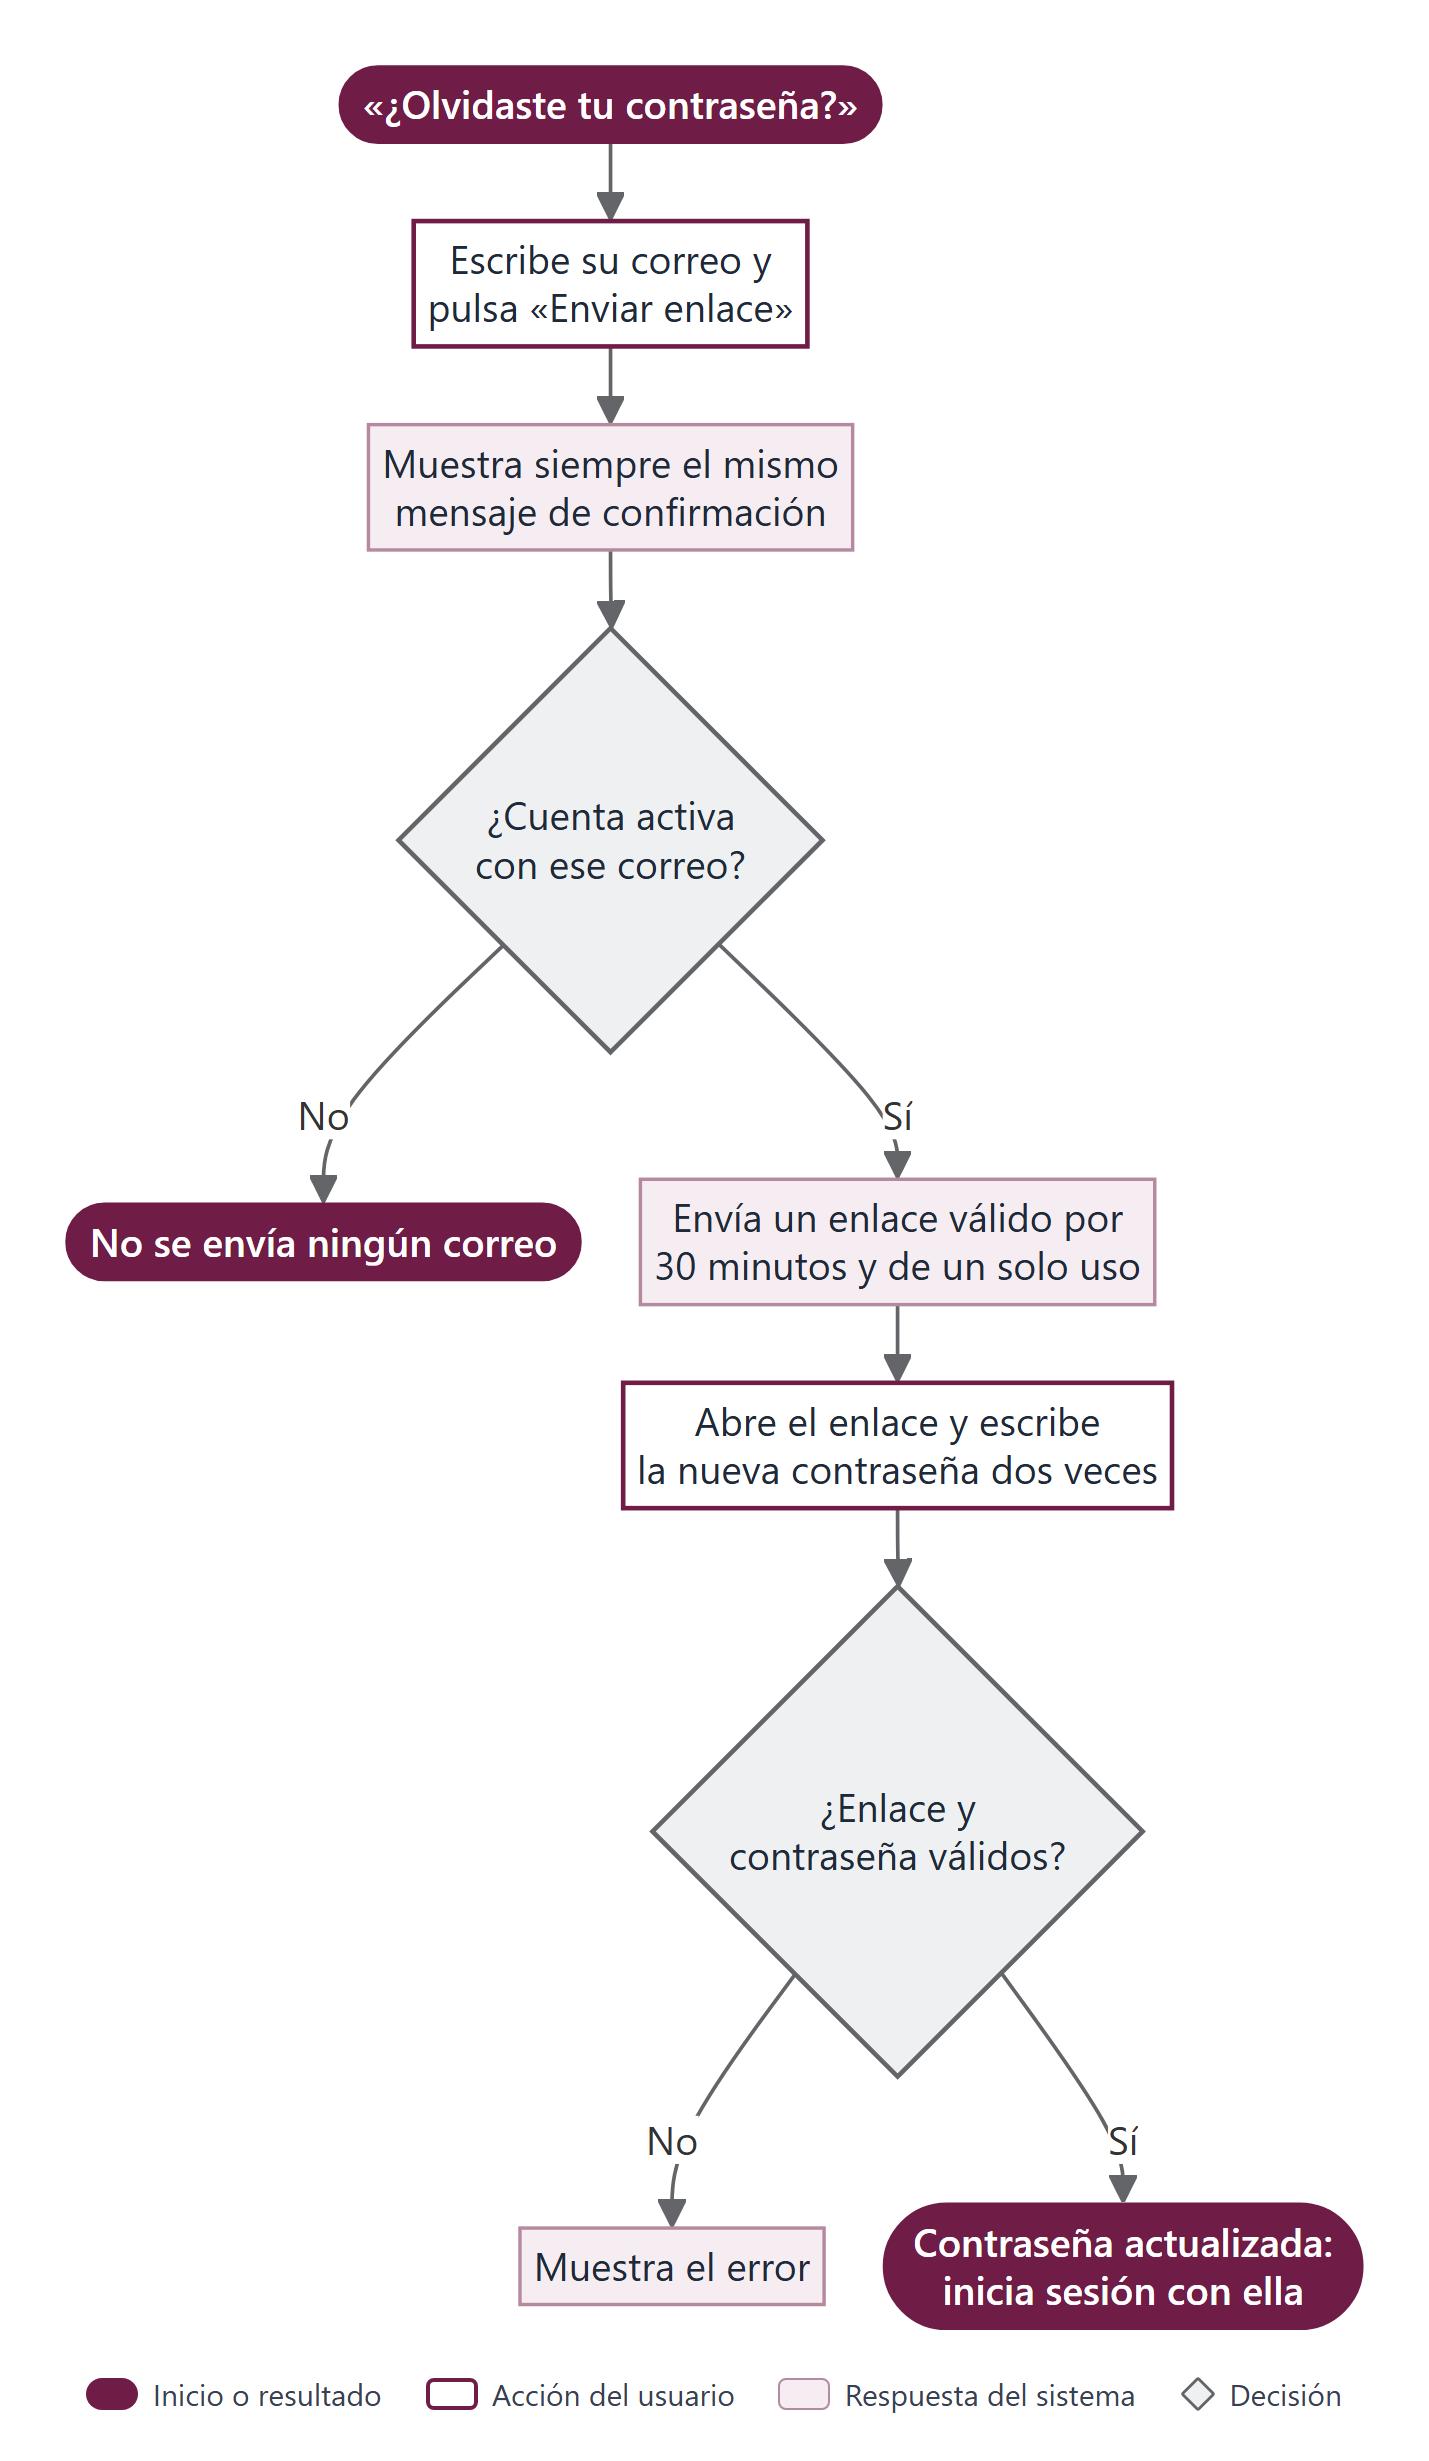 «¿Olvidaste tu contraseña?»
Escribe su correo y
pulsa «Enviar enlace»
Muestra siempre el mismo
mensaje de confirmación
¿Cuenta activa
con ese correo?
No
Sí
No se envía ningún correo
Envía un enlace válido por
30 minutos y de un solo uso
Abre el enlace y escribe
la nueva contraseña dos veces
¿Enlace y
contraseña válidos?
No
Sí
Muestra el error
Contraseña actualizada:
inicia sesión con ella
Inicio o resultado
Acción del usuario
Respuesta del sistema
Decisión